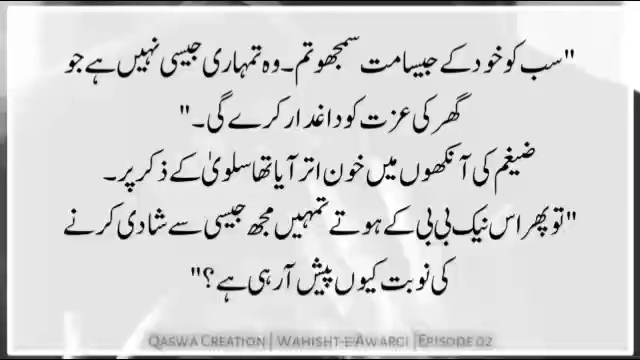 "سب کو خود کے جیسا مت سمجھو تم۔ وہ تمہاری جیسی نہیں ہے جو
گھر کی عزت کو داغدار کرے گی۔"
ضیغم کی آنکھوں میں خون اتر آیا تھا سلویٰ کے ذکر پر۔
"تو پھر اس نیک بی بی کے ہوتے تمہیں مجھ جیسی سے شادی کرنے
کی نوبت کیوں پیش آرہی ہے؟"
Qaswa Creation | Wahisht-e-Awargi | Episode 02